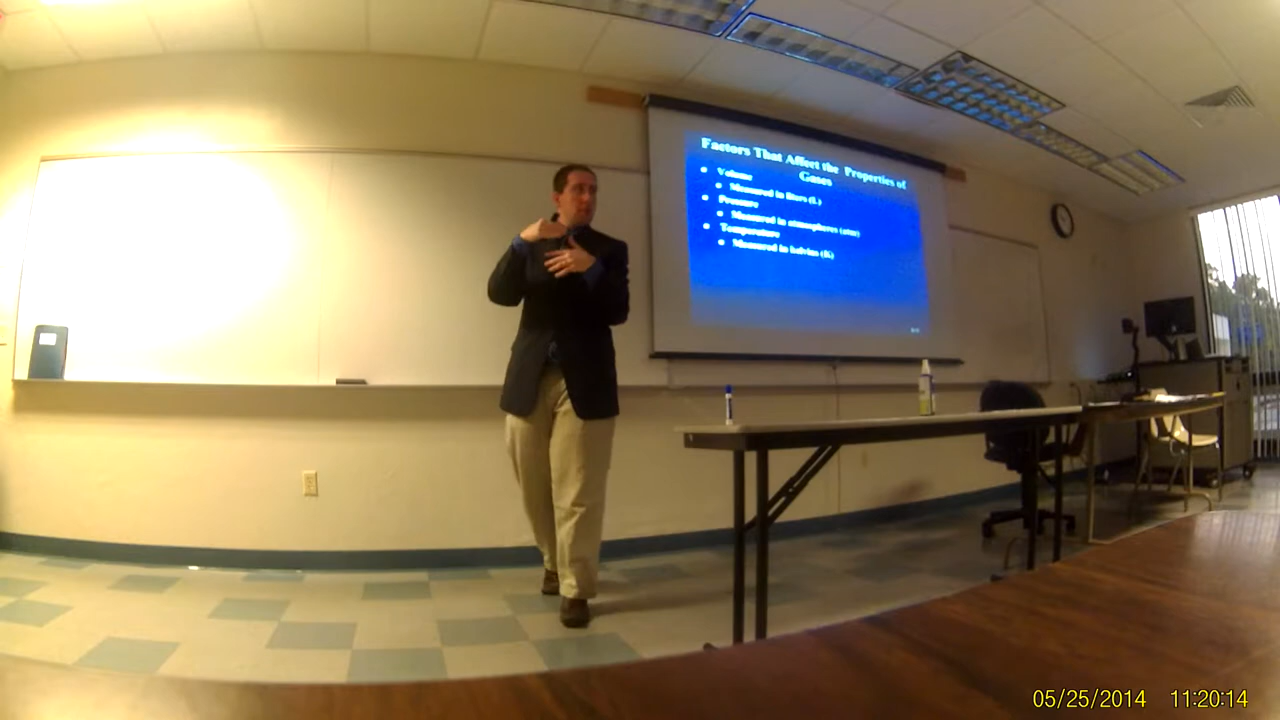 Factors That Affect the Properties of
Gases
Volume
Measured in liters (L)
Pressure
Measured in atmospheres (atm)
Temperature
Measured in kelvins (K)
05/25/2014 11:20:14